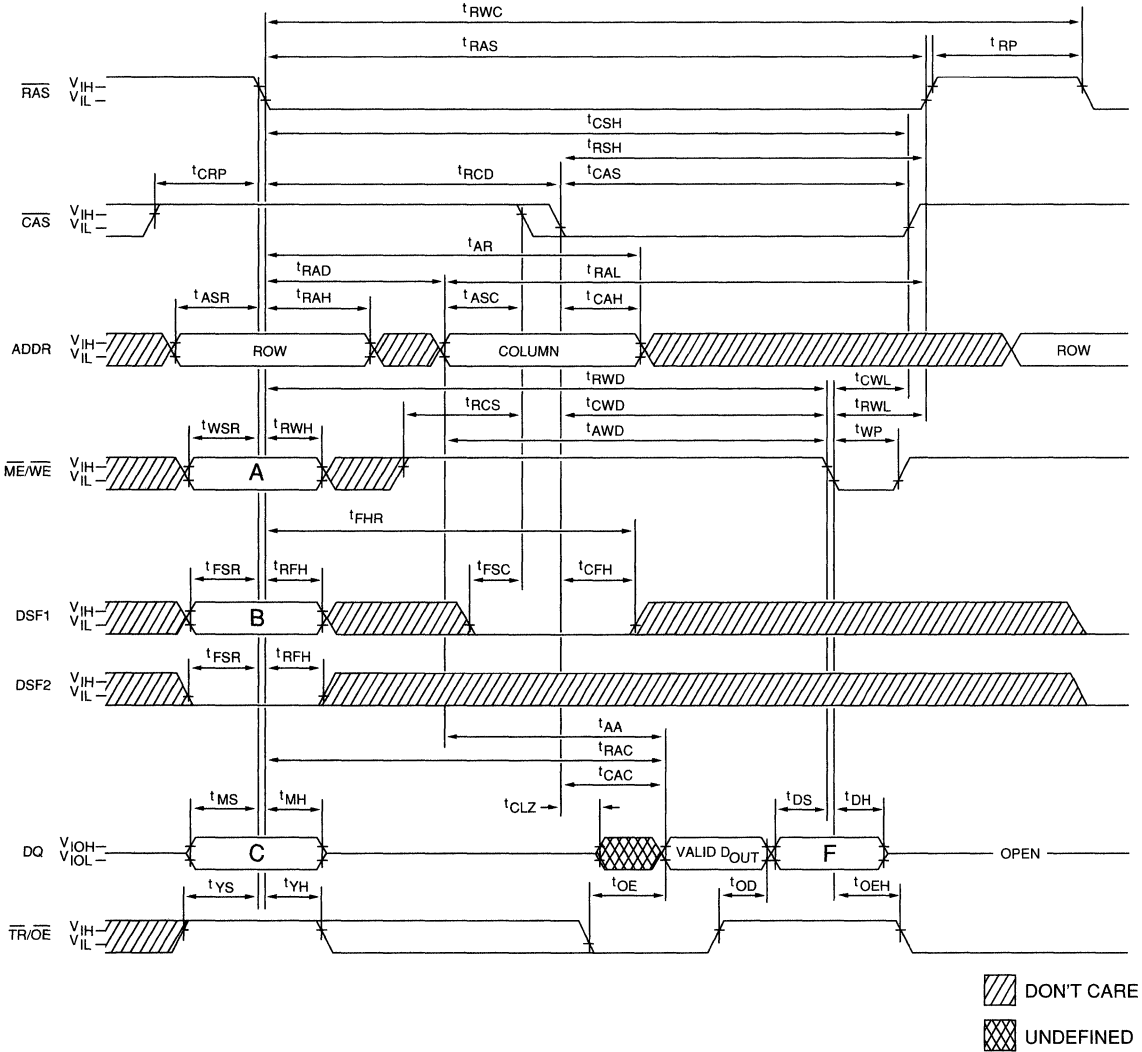 tRWC
tRAS
tRP
RAS VIH VIL
tCSH
tRSH
tCRP tRCD tCAS
CAS VIH VIL
tAR
tRAD tRAL
tASR tRAH tASC tCAH
ADDR VIH VIL ROW COLUMN ROW
tRWD tCWL
tRCS tCWD tRWL
tWSR tRWH tAWD tWP
ME/WE VIH VIL A
tFHR
tFSR tRFH tFSC tCFH
DSF1 VIH VIL B
tFSR tRFH
DSF2 VIH VIL
tAA
tRAC
tCAC
tMS tMH tCLZ tDS tDH
DQ VIOH VIOL C VALID DOUT F OPEN
tYS tYH tOE tOD tOEH
TR/OE VIH VIL
DON'T CARE
UNDEFINED